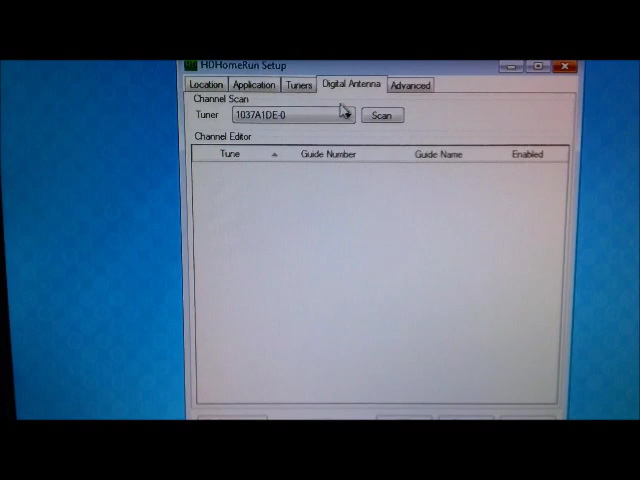 HDHomeRun Setup
Location Application Tuners Digital Antenna Advanced
Channel Scan
Tuner 1037A1DE-0 Scan
Channel Editor
Tune Guide Number Guide Name Enabled